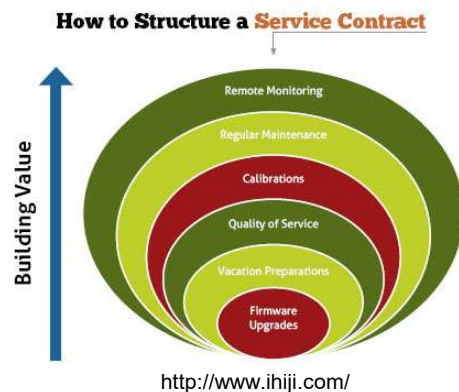 How to Structure a Service Contract
Building Value
Remote Monitoring
Regular Maintenance
Calibrations
Quality of Service
Vacation Preparations
Firmware
Upgrades
http://www.ihiji.com/